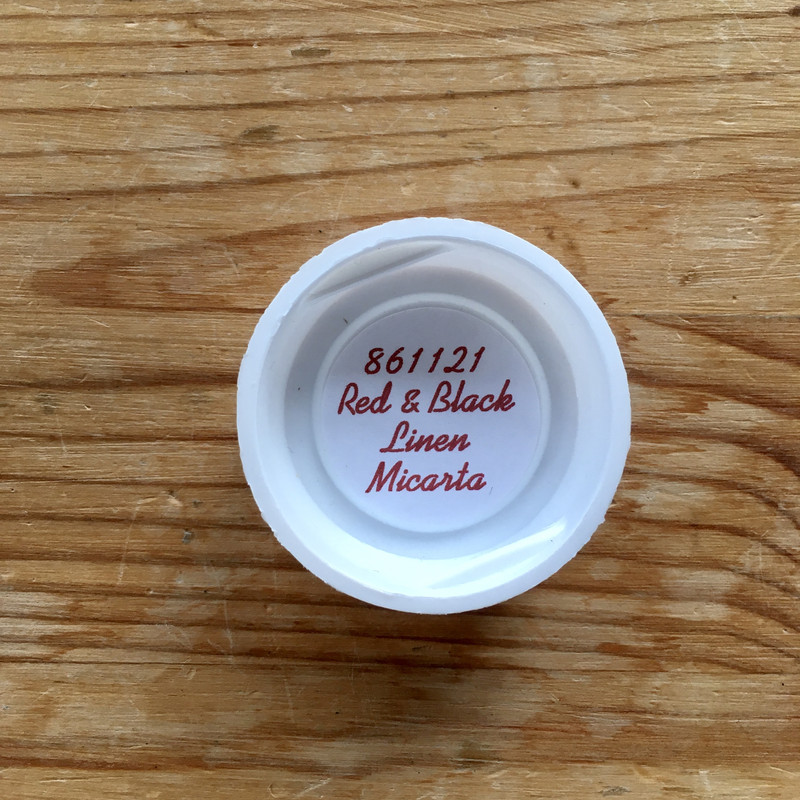 861121
Red & Black
Linen
Micarta